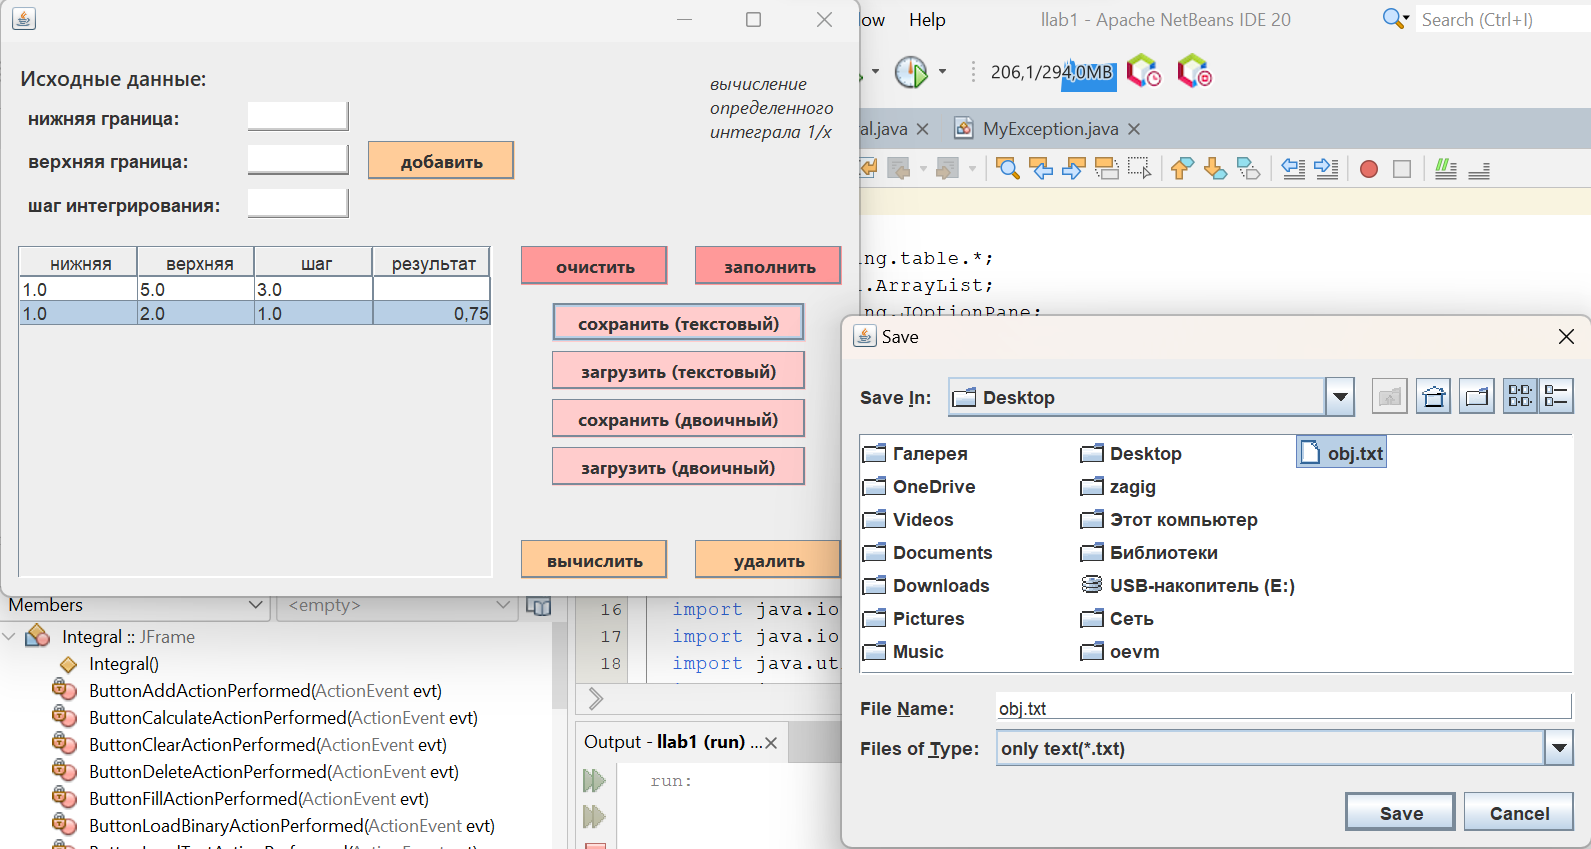 Исходные данные:
нижняя граница:
верхняя граница:
шаг интегрирования:
добавить
вычисление
определенного
интеграла 1/x
нижняя верхняя шаг результат
1.0 5.0 3.0
1.0 2.0 1.0 0,75
очистить
заполнить
сохранить (текстовый)
загрузить (текстовый)
сохранить (двоичный)
загрузить (двоичный)
вычислить
удалить
Help
llab1 - Apache NetBeans IDE 20
Search (Ctrl+I)
206,1/294,0MB
.java
MyException.java
ng.table.*;
.ArrayList;
ng.JOptionPane;
Save
Save In:
Desktop
Галерея
OneDrive
Videos
Documents
Downloads
Pictures
Music
Desktop
zagig
Этот компьютер
Библиотеки
USB-накопитель (E:)
Сеть
oevm
obj.txt
File Name:
obj.txt
Files of Type:
only text(*.txt)
Save
Cancel
Members
<empty>
Integral :: JFrame
Integral()
ButtonAddActionPerformed(ActionEvent evt)
ButtonCalculateActionPerformed(ActionEvent evt)
ButtonClearActionPerformed(ActionEvent evt)
ButtonDeleteActionPerformed(ActionEvent evt)
ButtonFillActionPerformed(ActionEvent evt)
ButtonLoadBinaryActionPerformed(ActionEvent evt)
16 import java.io
17 import java.io
18 import java.ut
Output - llab1 (run) ...
run: